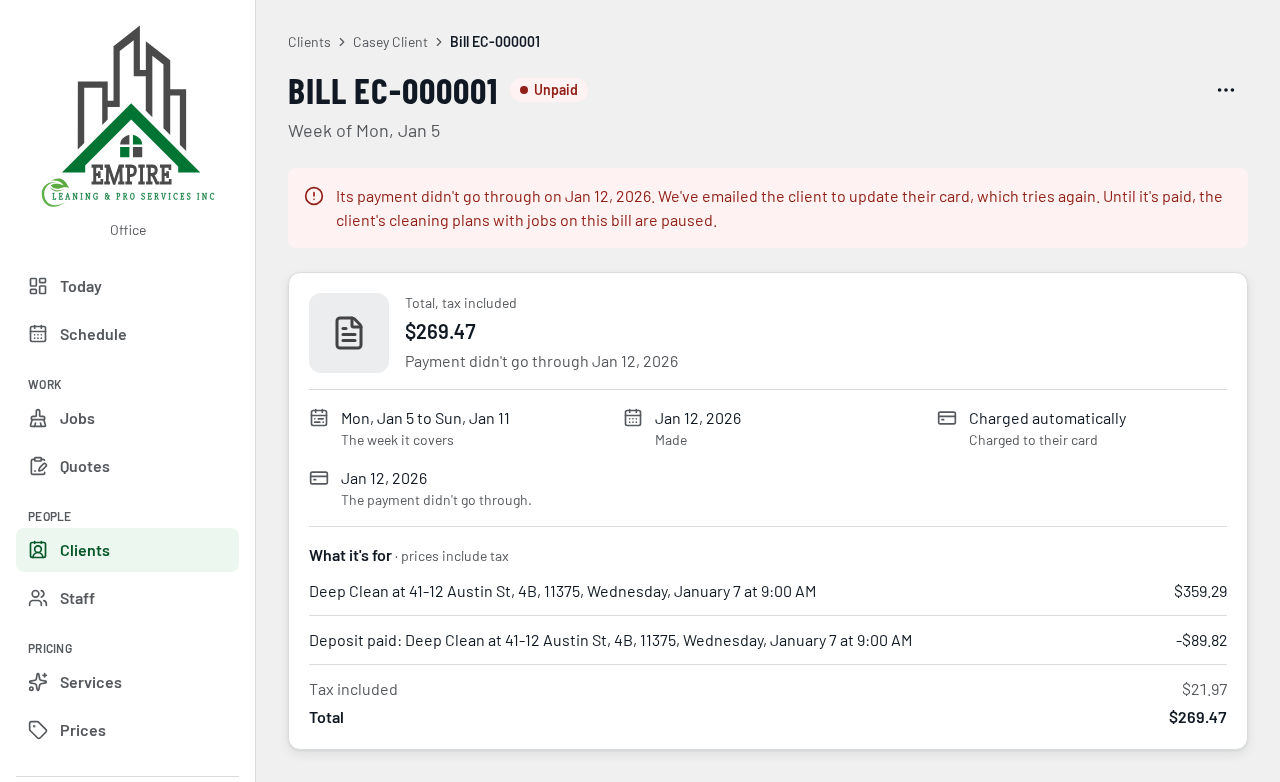 EMPIRE
LEANING & PRO SERVICES INC
Office
Today
Schedule
WORK
Jobs
Quotes
PEOPLE
Clients
Staff
PRICING
Services
Prices
Clients > Casey Client > Bill EC-000001
BILL EC-000001
Unpaid
Week of Mon, Jan 5
Its payment didn't go through on Jan 12, 2026. We've emailed the client to update their card, which tries again. Until it's paid, the
client's cleaning plans with jobs on this bill are paused.
Total, tax included
$269.47
Payment didn't go through Jan 12, 2026
Mon, Jan 5 to Sun, Jan 11
The week it covers
Jan 12, 2026
Made
Charged automatically
Charged to their card
Jan 12, 2026
The payment didn't go through.
What it's for · prices include tax
Deep Clean at 41-12 Austin St, 4B, 11375, Wednesday, January 7 at 9:00 AM $359.29
Deposit paid: Deep Clean at 41-12 Austin St, 4B, 11375, Wednesday, January 7 at 9:00 AM -$89.82
Tax included $21.97
Total $269.47